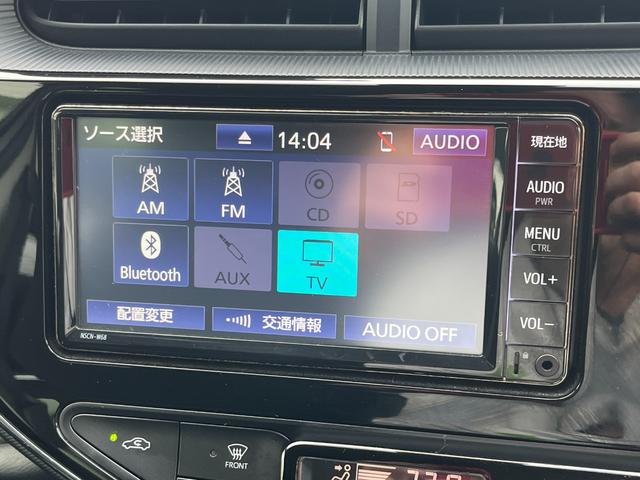 ソース選択 14:04 AUDIO
AM FM CD SD
Bluetooth AUX TV
配置変更 交通情報 AUDIO OFF
NSCN-W68
現在地
AUDIO
PWR
MENU
CTRL
VOL+
VOL-
FRONT